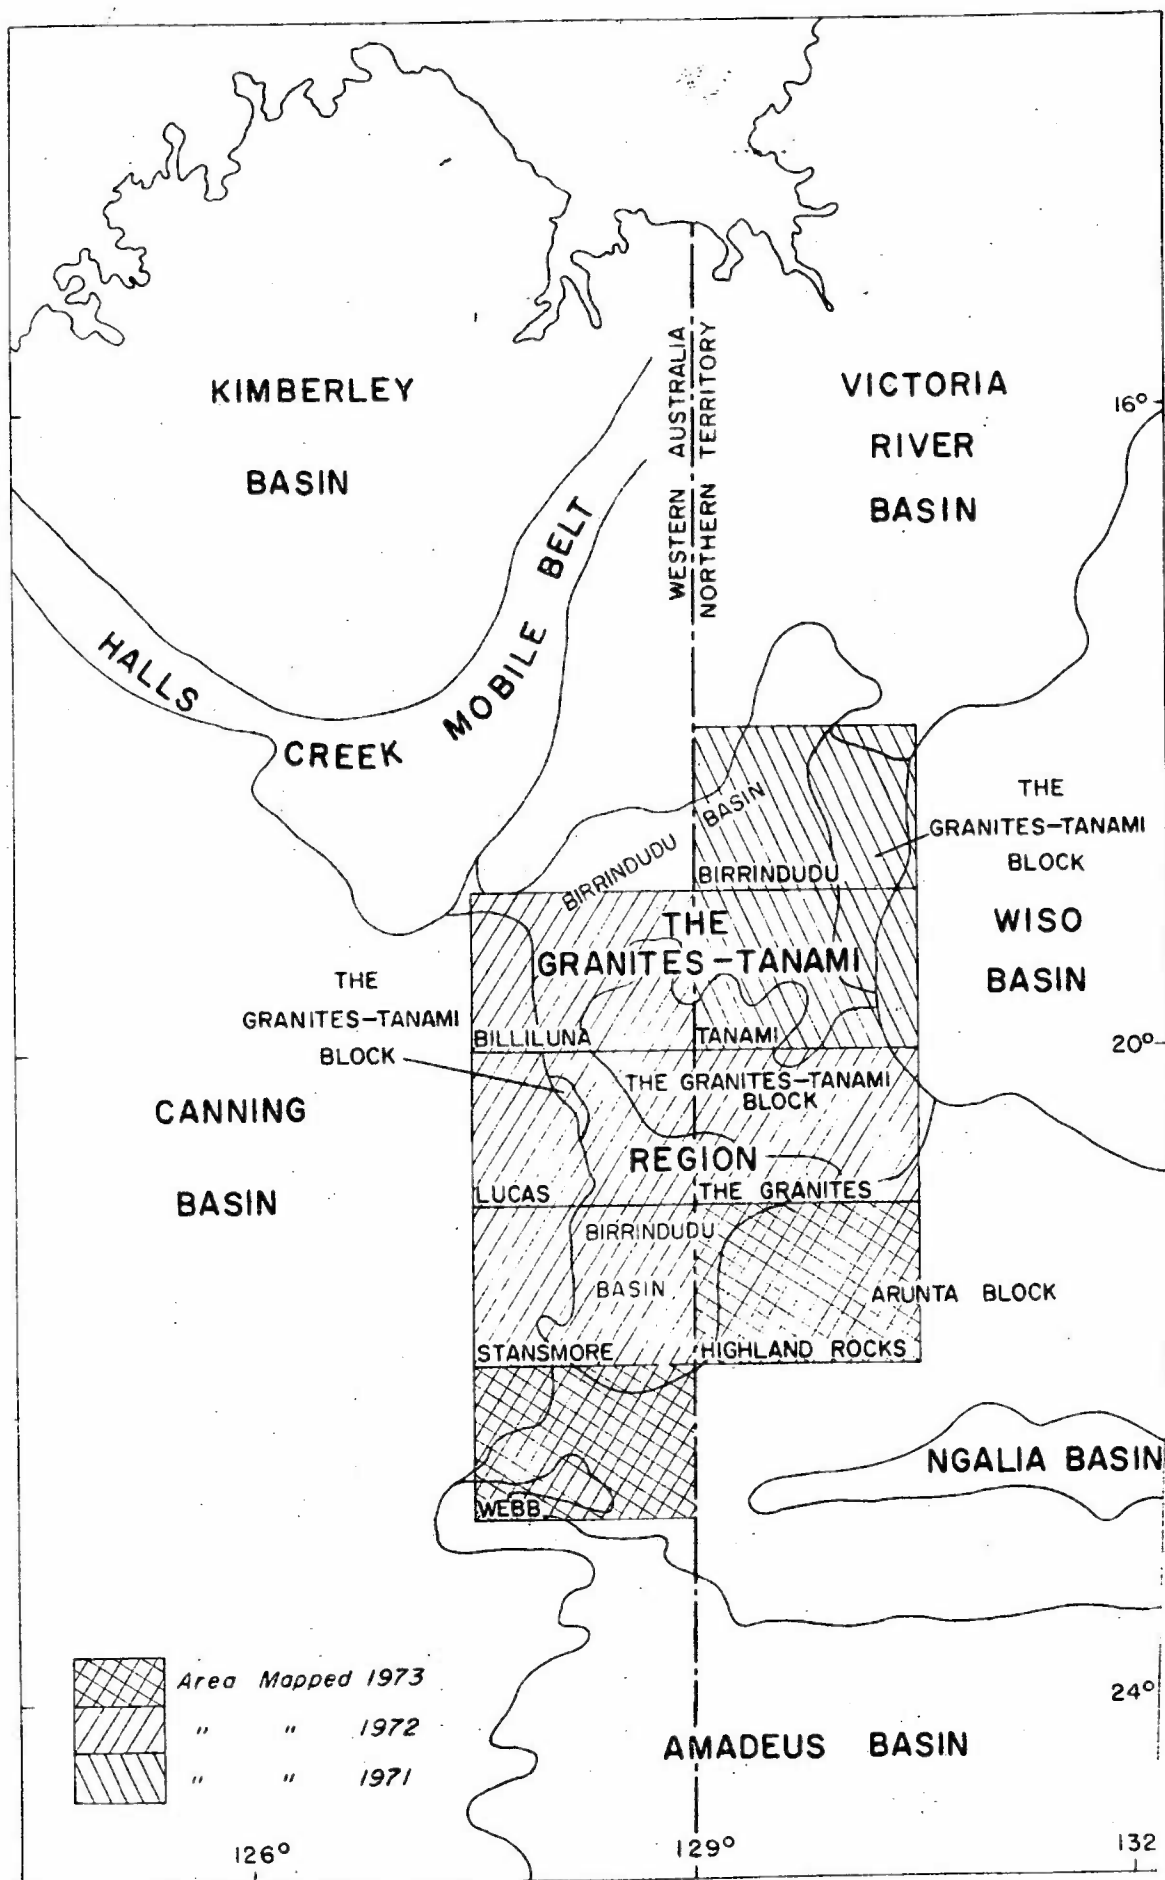 KIMBERLEY
BASIN
VICTORIA
RIVER
BASIN
16°
WESTERN AUSTRALIA
NORTHERN TERRITORY
HALLS
CREEK
MOBILE BELT
BIRRINDUDU BASIN
THE
GRANITES-TANAMI
BLOCK
BIRRINDUDU
WISO
BASIN
THE
GRANITES-TANAMI
REGION
THE
GRANITES-TANAMI
BLOCK
BILLILUNA
TANAMI
20°
THE GRANITES-TANAMI
BLOCK
CANNING
BASIN
LUCAS
THE GRANITES
BIRRINDUDU
BASIN
ARUNTA BLOCK
STANSMORE
HIGHLAND ROCKS
NGALIA BASIN
WEBB
Area Mapped 1973
" " 1972
" " 1971
24°
AMADEUS BASIN
126°
129°
132